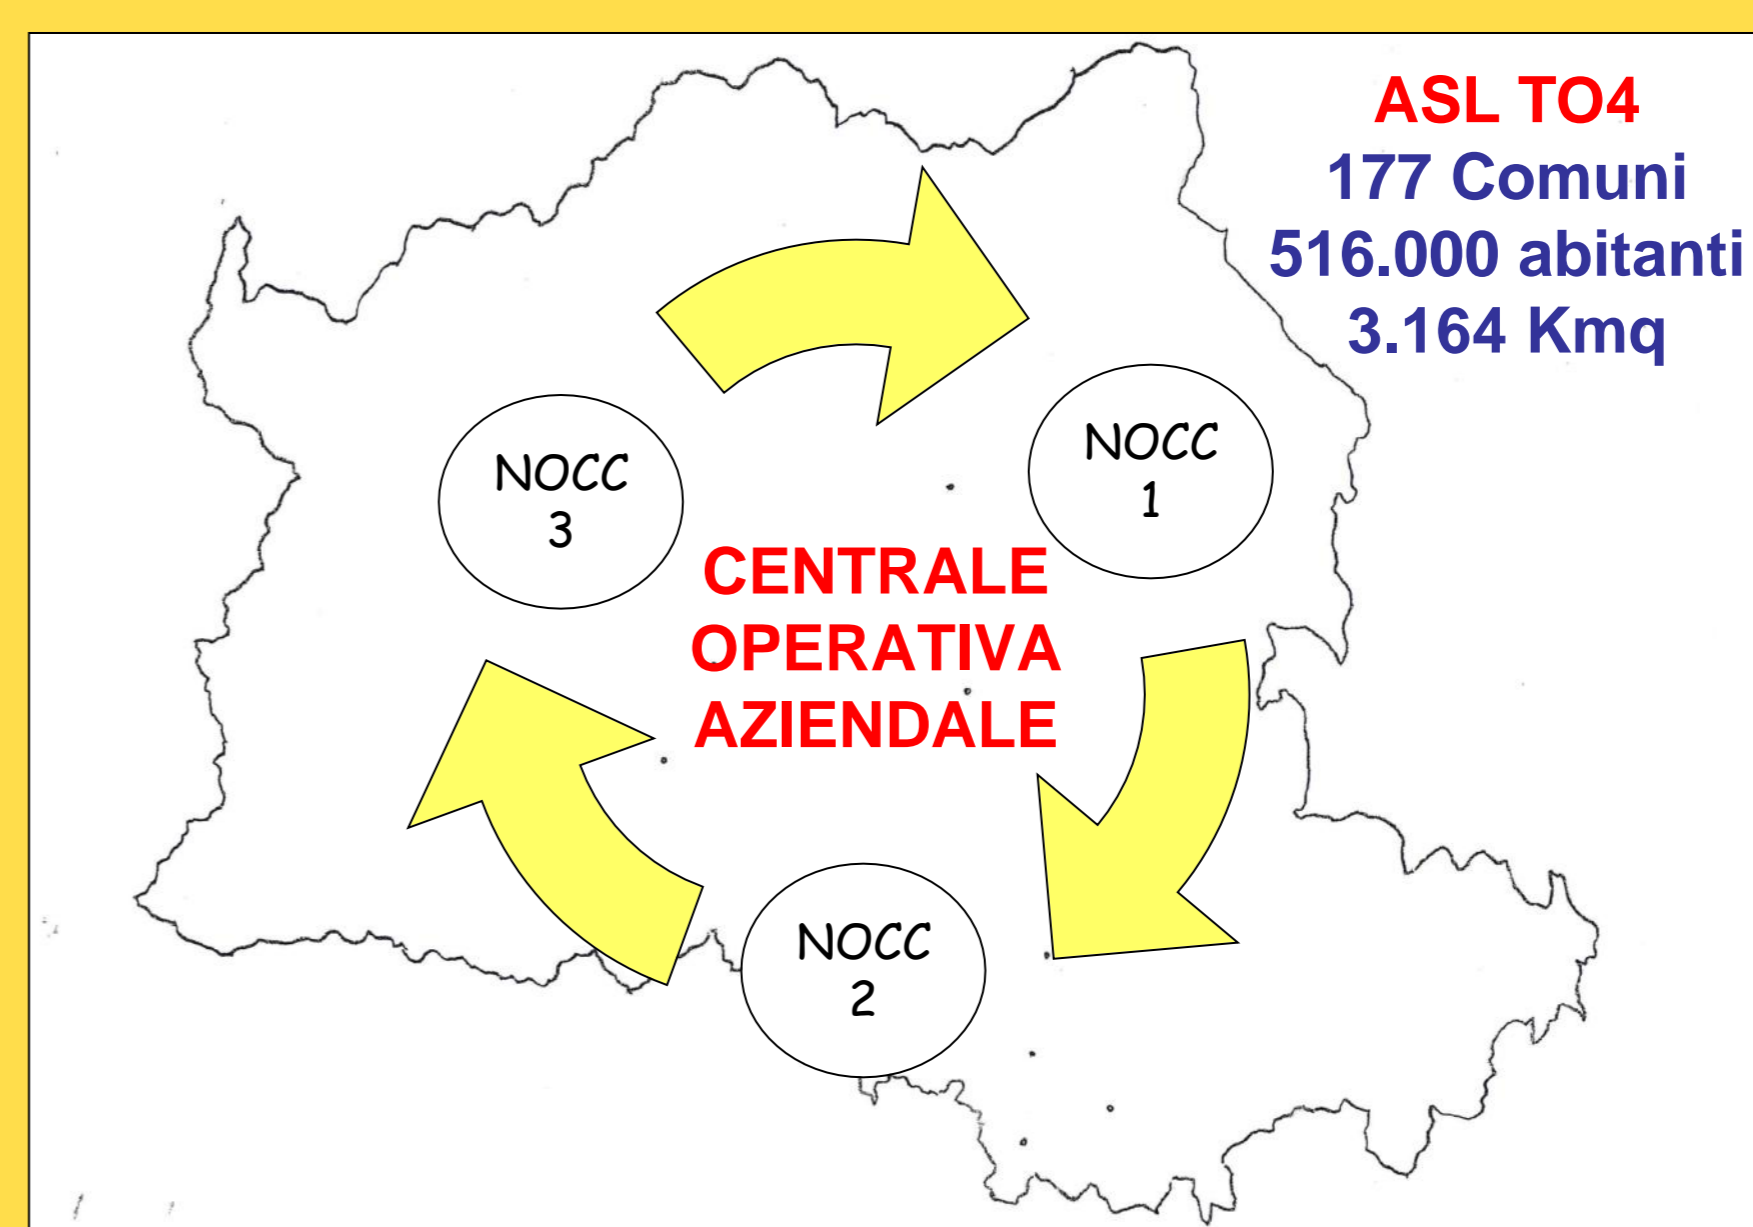 ASL TO4
177 Comuni
516.000 abitanti
3.164 Kmq
NOCC
3
NOCC
1
CENTRALE
OPERATIVA
AZIENDALE
NOCC
2